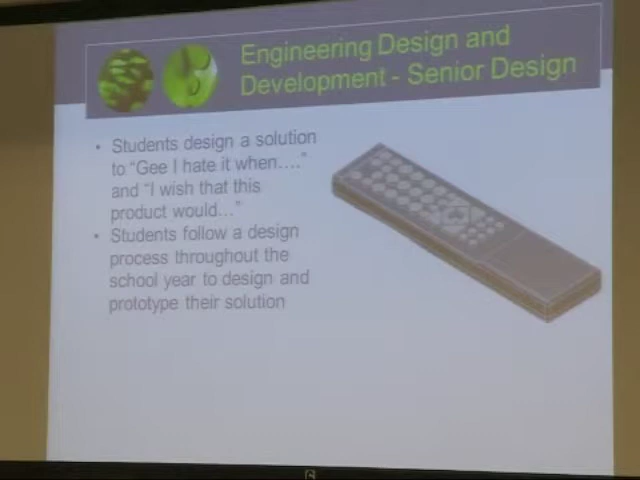 Engineering Design and
Development - Senior Design
• Students design a solution
to “Gee I hate it when....”
and “I wish that this
product would...”
• Students follow a design
process throughout the
school year to design and
prototype their solution